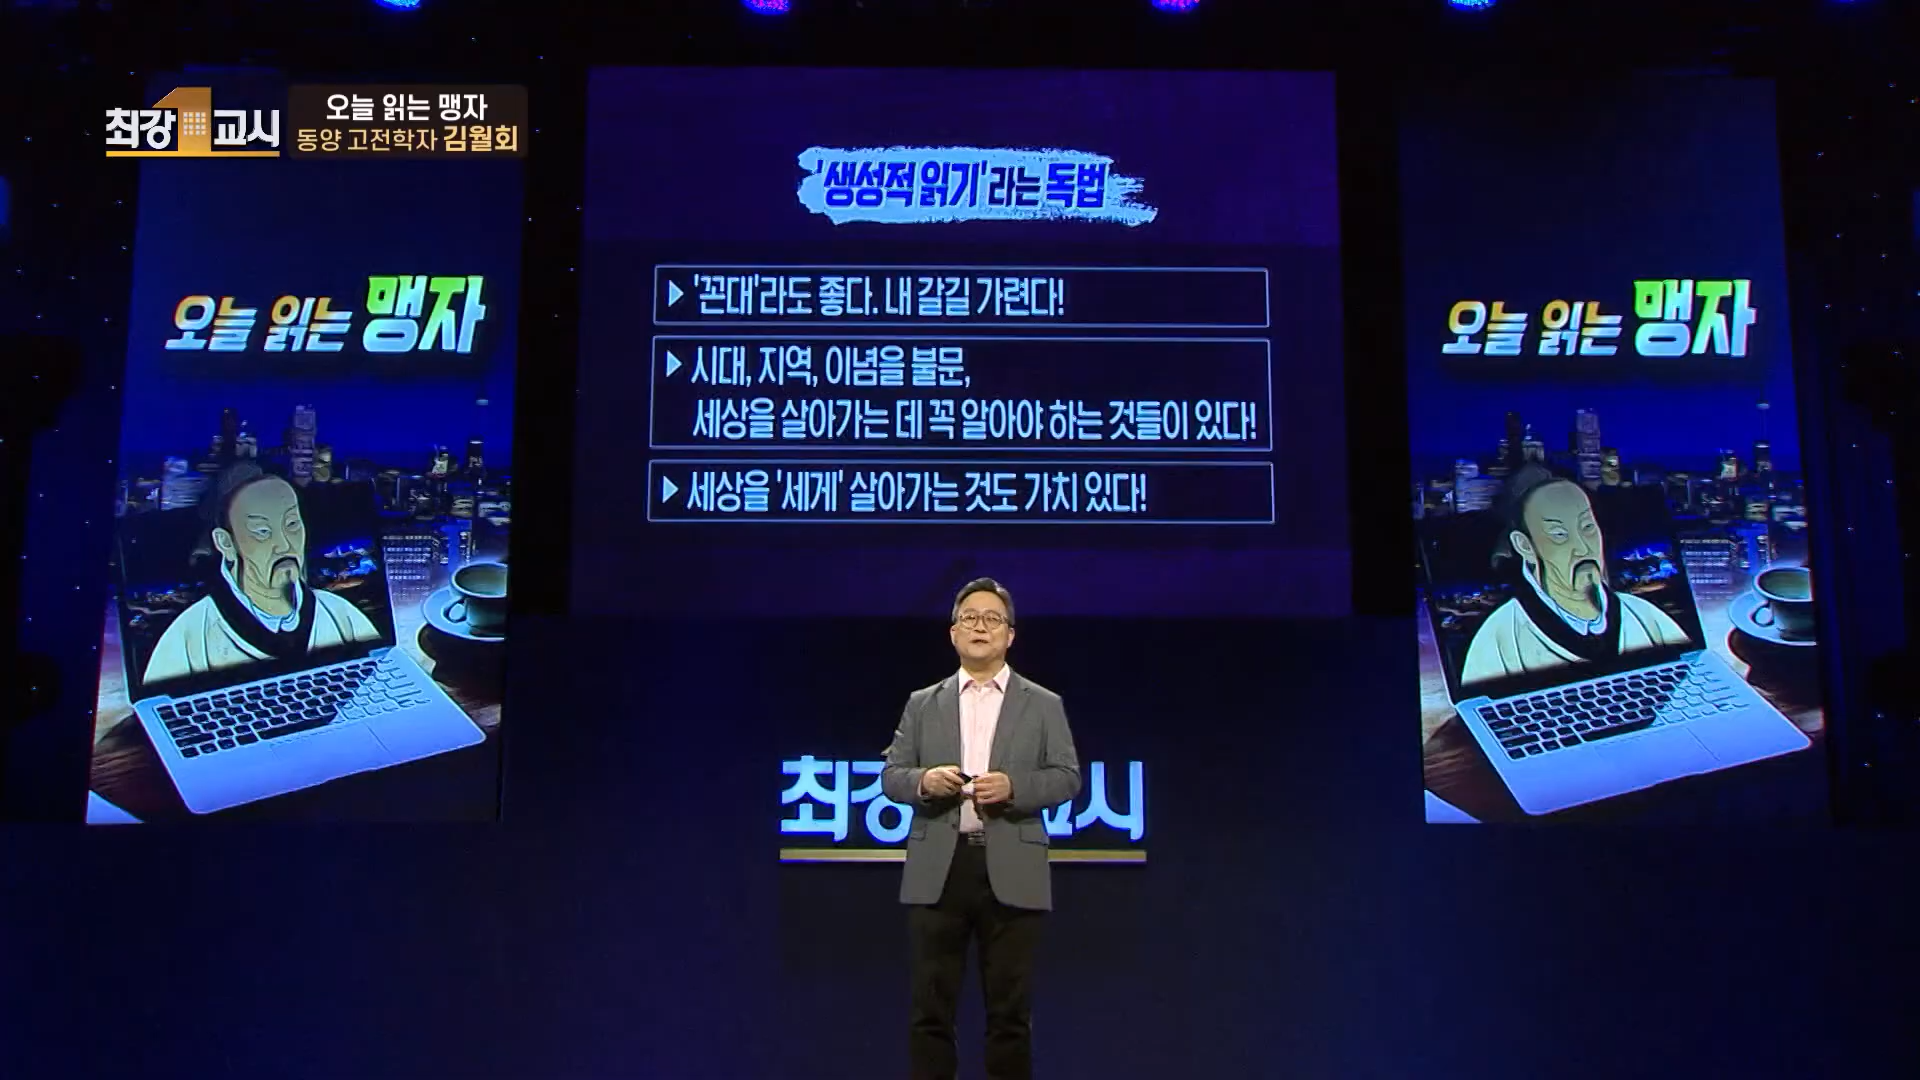 최강1교시
오늘 읽는 맹자
동양 고전학자 김월회
'생성적 읽기'라는 독법
▶ '꼰대'라도 좋다. 내 갈길 가련다!
▶ 시대, 지역, 이념을 불문,
세상을 살아가는 데 꼭 알아야 하는 것들이 있다!
▶ 세상을 '세게' 살아가는 것도 가치 있다!
오늘 읽는 맹자
오늘 읽는 맹자
최강 교시